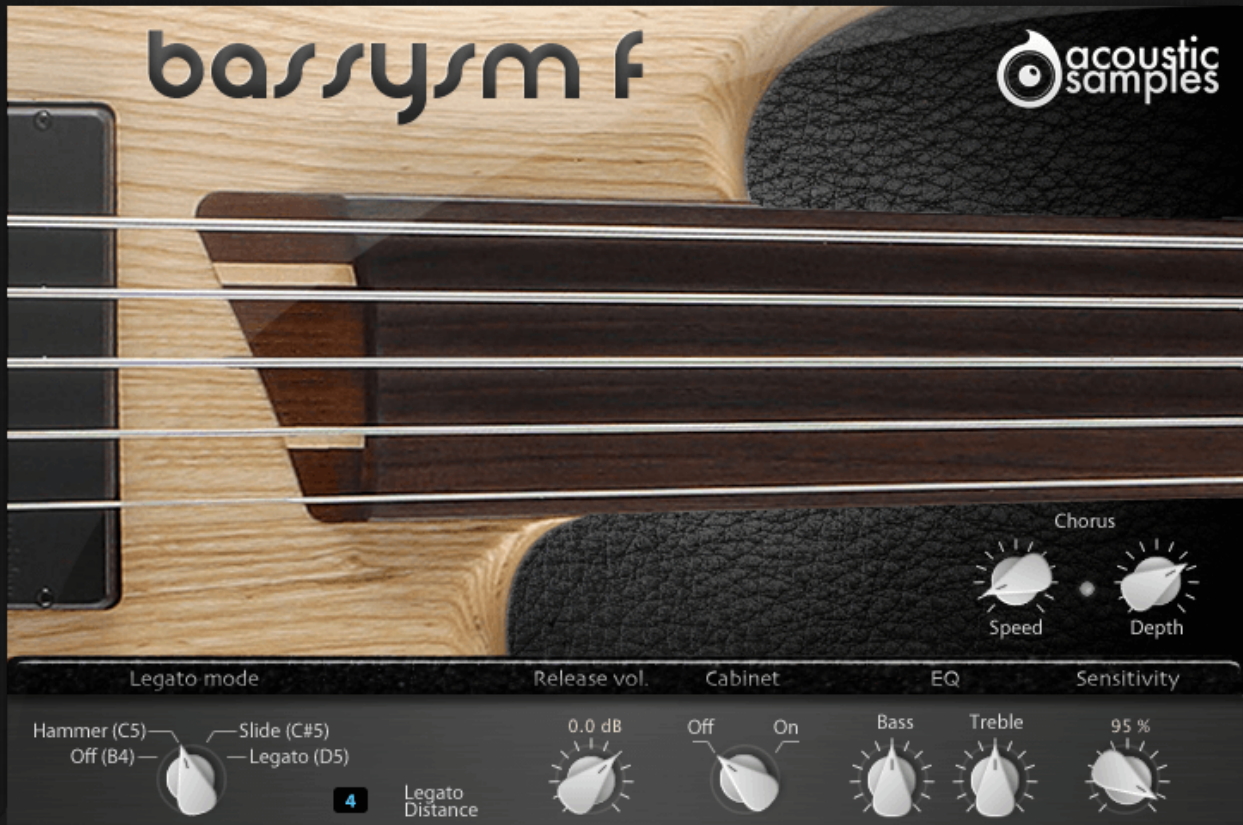 bassysm f
acoustic
samples
Chorus
Speed
Depth
Legato mode
Release vol.
Cabinet
EQ
Sensitivity
Hammer (C5)
Slide (C#5)
Off (B4)
Legato (D5)
4
Legato
Distance
0.0 dB
Off
On
Bass
Treble
95 %